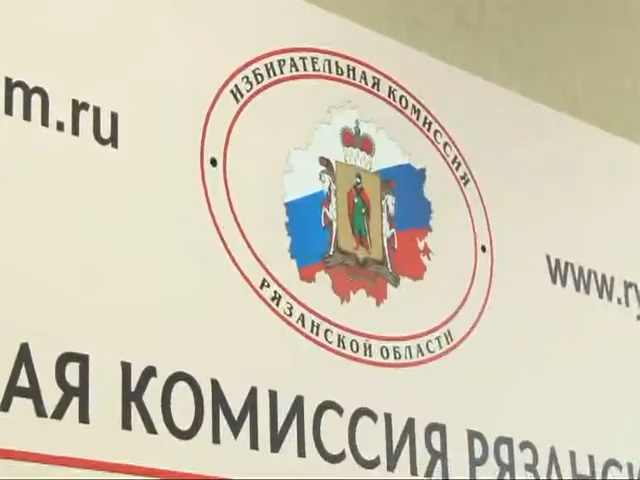 m.ru
ИЗБИРАТЕЛЬНАЯ КОМИССИЯ
РЯЗАНСКОЙ ОБЛАСТИ
www.ry
АЯ КОМИССИЯ РЯЗАНС